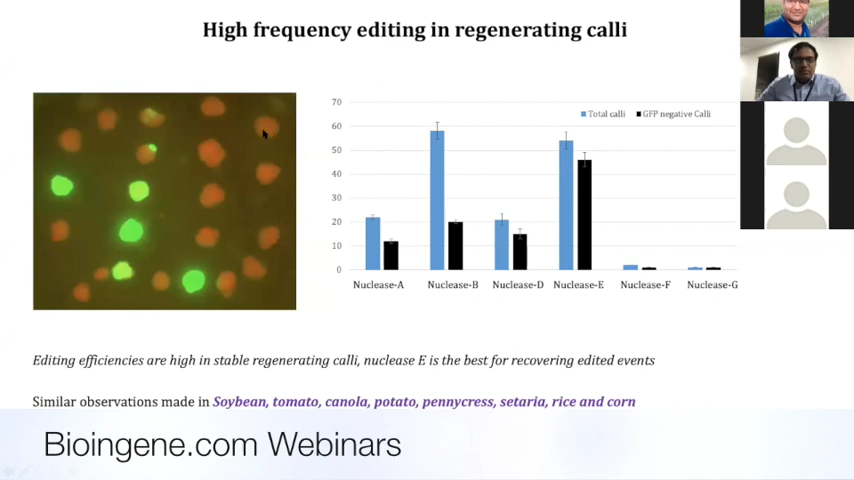 High frequency editing in regenerating calli
70
60
50
40
30
20
10
0
Total calli
GFP negative Calli
Nuclease-A
Nuclease-B
Nuclease-D
Nuclease-E
Nuclease-F
Nuclease-G
Editing efficiencies are high in stable regenerating calli, nuclease E is the best for recovering edited events
Similar observations made in Soybean, tomato, canola, potato, pennycress, setaria, rice and corn
Bioingene.com Webinars